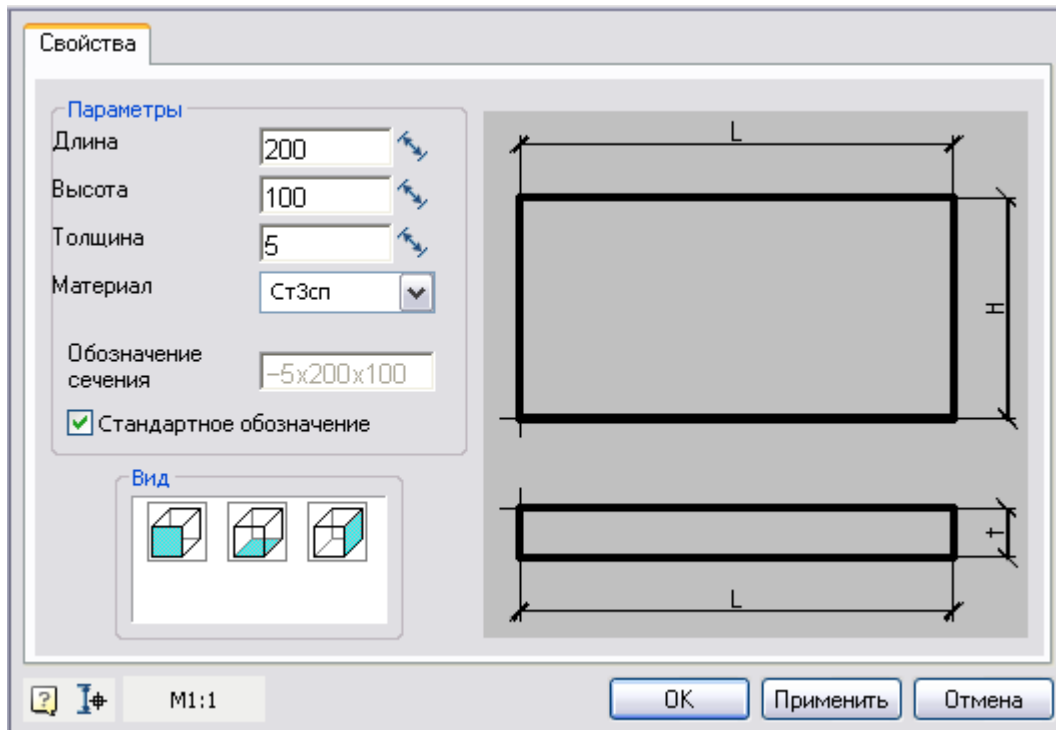 Свойства
Параметры
Длина 200
Высота 100
Толщина 5
Материал Ст3сп
Обозначение
сечения
−5x200x100
Стандартное обозначение
Вид
L
H
t
L
M1:1
OK Применить Отмена